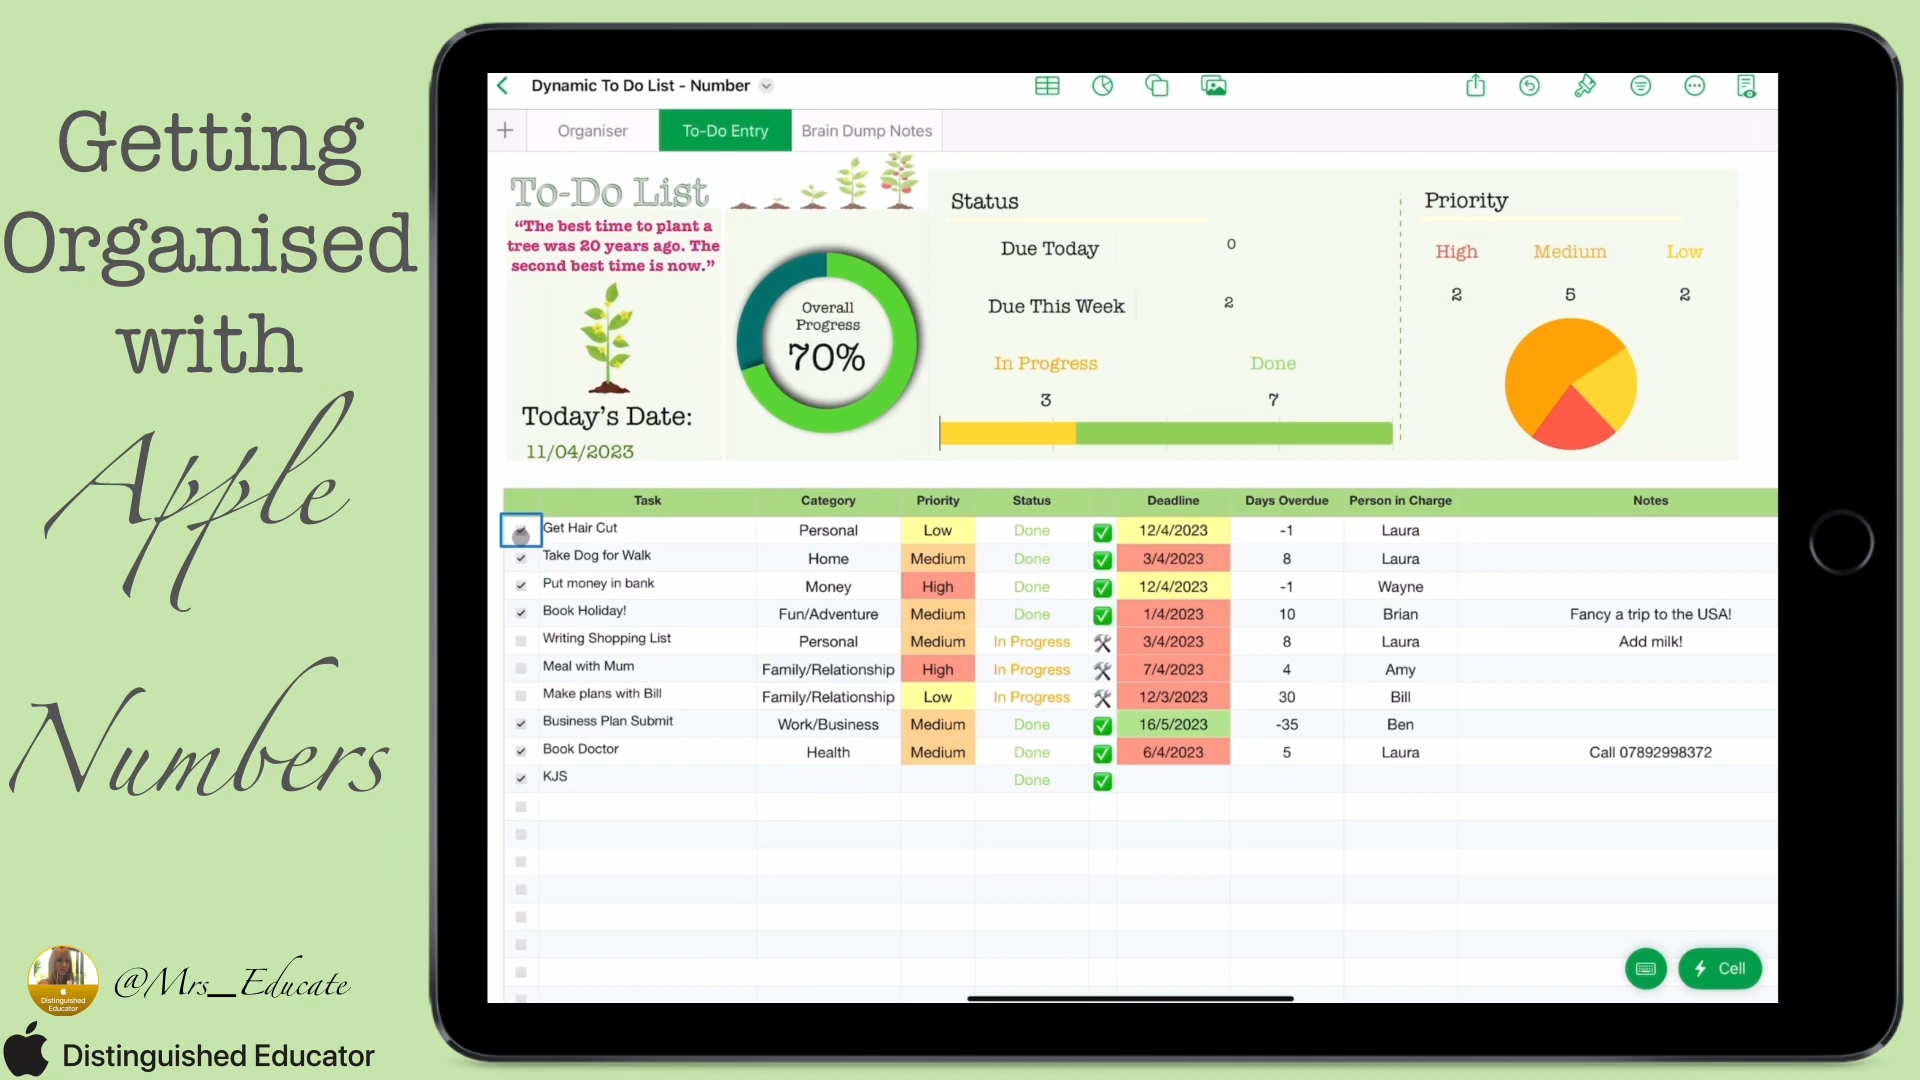 Getting
Organised
with
Apple
Numbers
@Mrs_Educate
Distinguished
Educator
Distinguished Educator
Dynamic To Do List - Number
Organiser
To-Do Entry
Brain Dump Notes
To-Do List
“The best time to plant a
tree was 20 years ago. The
second best time is now.”
Today's Date:
11/04/2023
Overall
Progress
70%
Status
Due Today 0
Due This Week 2
In Progress Done
3 7
Priority
High Medium Low
2 5 2
Task Category Priority Status Deadline Days Overdue Person in Charge Notes
Get Hair Cut Personal Low Done 12/4/2023 -1 Laura
Take Dog for Walk Home Medium Done 3/4/2023 8 Laura
Put money in bank Money High Done 12/4/2023 -1 Wayne
Book Holiday! Fun/Adventure Medium Done 1/4/2023 10 Brian Fancy a trip to the USA!
Writing Shopping List Personal Medium In Progress 3/4/2023 8 Laura Add milk!
Meal with Mum Family/Relationship High In Progress 7/4/2023 4 Amy
Make plans with Bill Family/Relationship Low In Progress 12/3/2023 30 Bill
Business Plan Submit Work/Business Medium Done 16/5/2023 -35 Ben
Book Doctor Health Medium Done 6/4/2023 5 Laura Call 07892998372
KJS Done
Cell